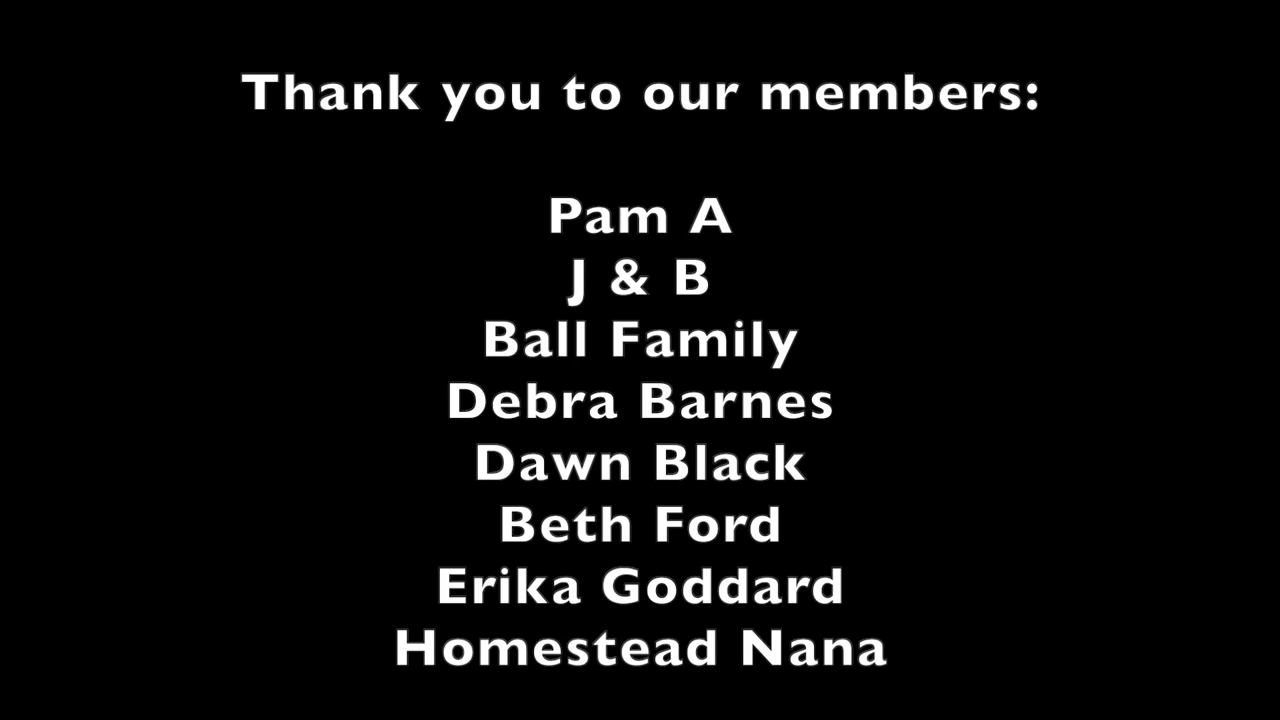 Thank you to our members:
Pam A
J & B
Ball Family
Debra Barnes
Dawn Black
Beth Ford
Erika Goddard
Homestead Nana